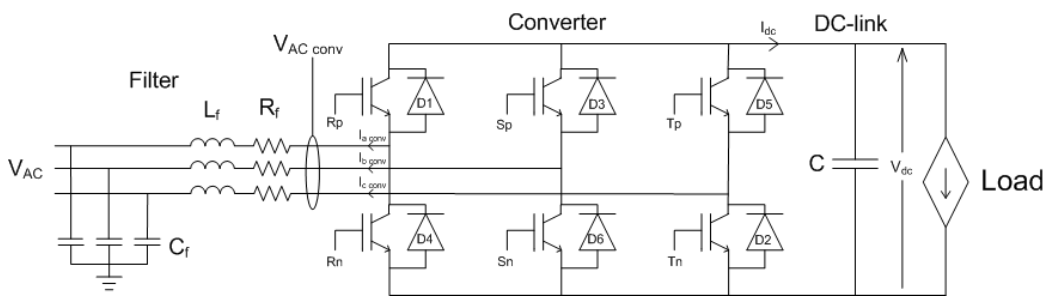 Converter
DC-link
I_dc
V_AC conv
Filter
L_f
R_f
D1
D3
D5
Rp
Sp
Tp
I_a conv
I_b conv
I_c conv
V_AC
C
V_dc
Load
C_f
D4
D6
D2
Rn
Sn
Tn